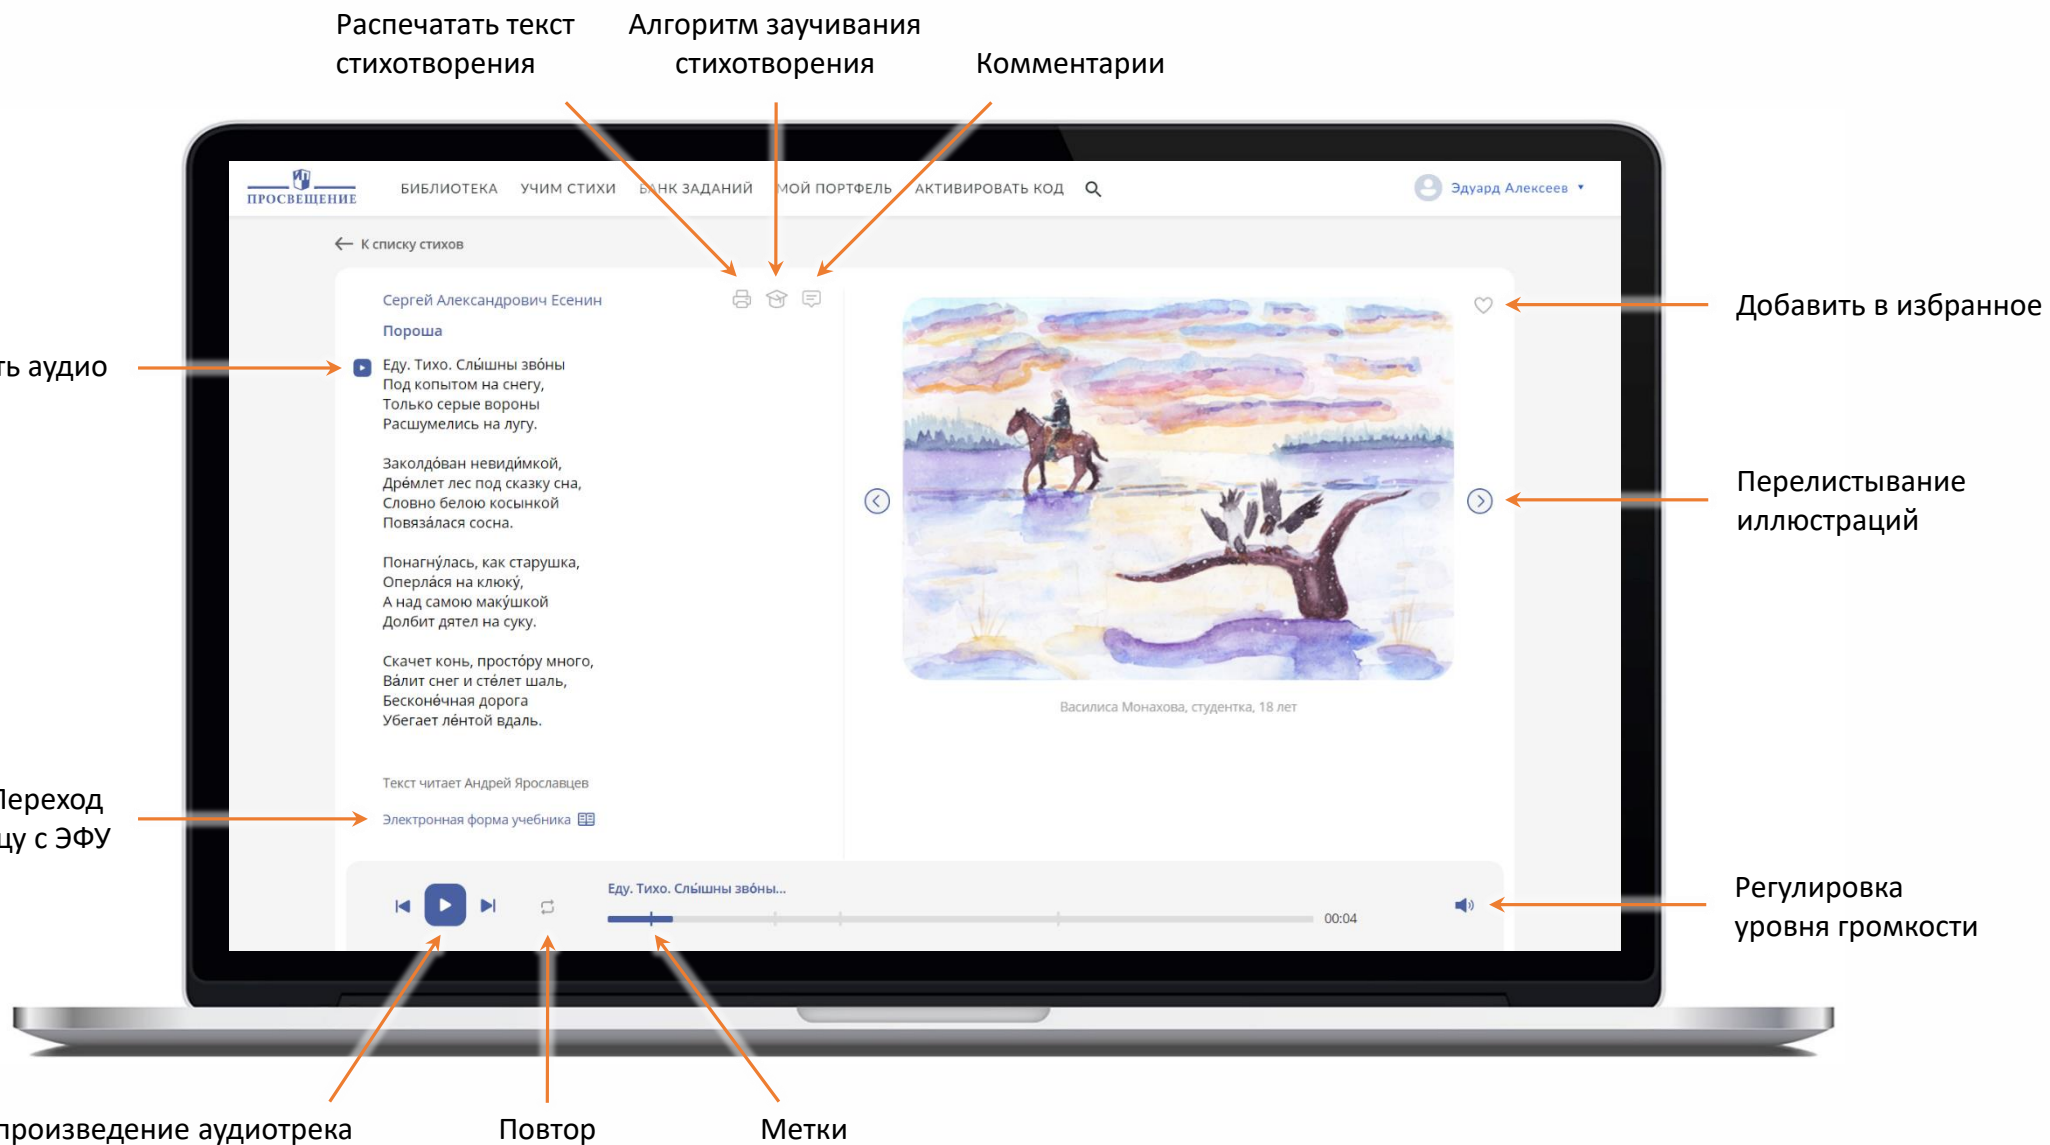 Распечатать текст
стихотворения
Алгоритм заучивания
стихотворения
Комментарии
ПРОСВЕЩЕНИЕ
БИБЛИОТЕКА УЧИМ СТИХИ БАНК ЗАДАНИЙ МОЙ ПОРТФЕЛЬ АКТИВИРОВАТЬ КОД
Эдуард Алексеев
К списку стихов
Сергей Александрович Есенин
Пороша
Еду. Тихо. Слы́шны зво́ны
Под копытом на снегу,
Только серые вороны
Расшумелись на лугу.
Заколдо́ван невиди́мкой,
Дре́млет лес под сказку сна,
Словно белою косынкой
Повяза́лася сосна.
Понагну́лась, как старушка,
Оперла́ся на клюку́,
А над самою маку́шкой
Долбит дятел на суку.
Скачет конь, просто́ру много,
Ва́лит снег и сте́лет шаль,
Бесконе́чная дорога
Убегает ле́нтой вдаль.
Текст читает Андрей Ярославцев
Электронная форма учебника
Василиса Монахова, студентка, 18 лет
Еду. Тихо. Слы́шны зво́ны...
00:04
ть аудио
Переход
цу с ЭФУ
Добавить в избранное
Перелистывание
иллюстраций
Регулировка
уровня громкости
произведение аудиотрека
Повтор
Метки